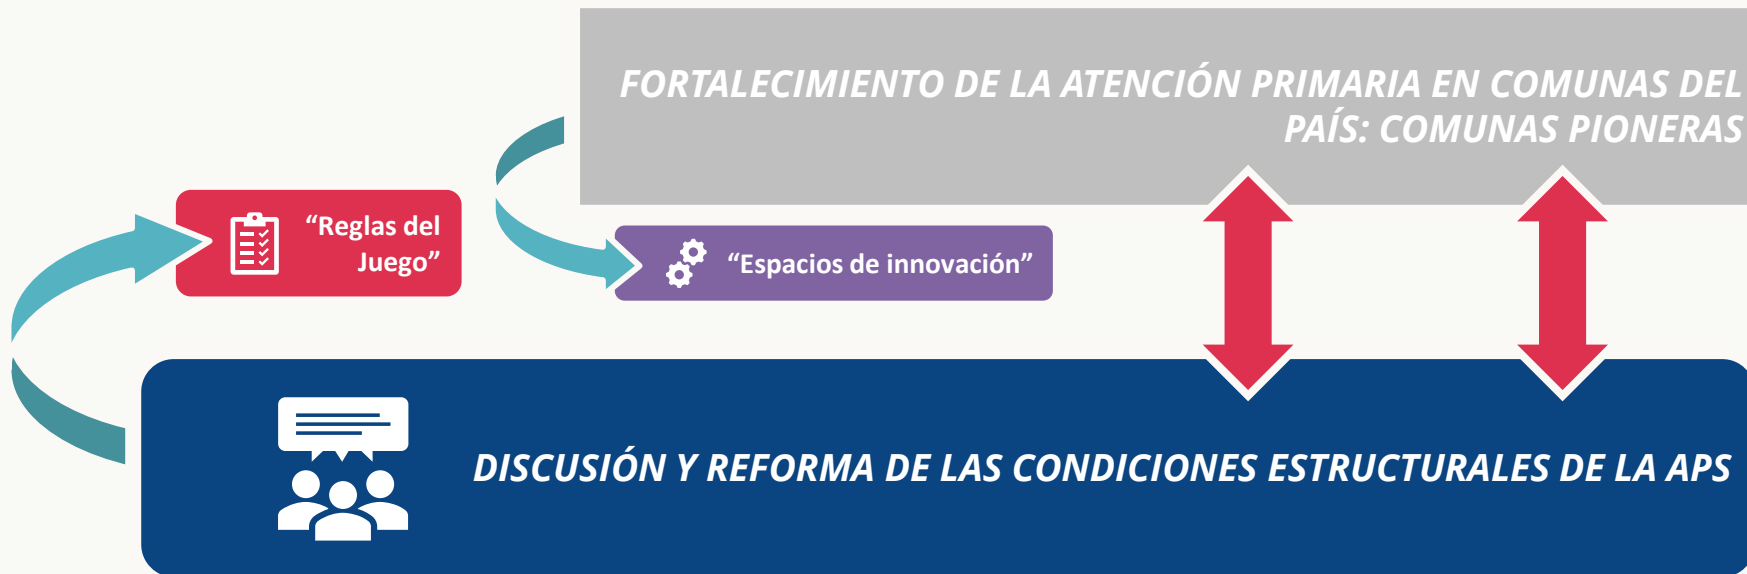 FORTALECIMIENTO DE LA ATENCIÓN PRIMARIA EN COMUNAS DEL
PAÍS: COMUNAS PIONERAS
“Reglas del
Juego”
“Espacios de innovación”
DISCUSIÓN Y REFORMA DE LAS CONDICIONES ESTRUCTURALES DE LA APS